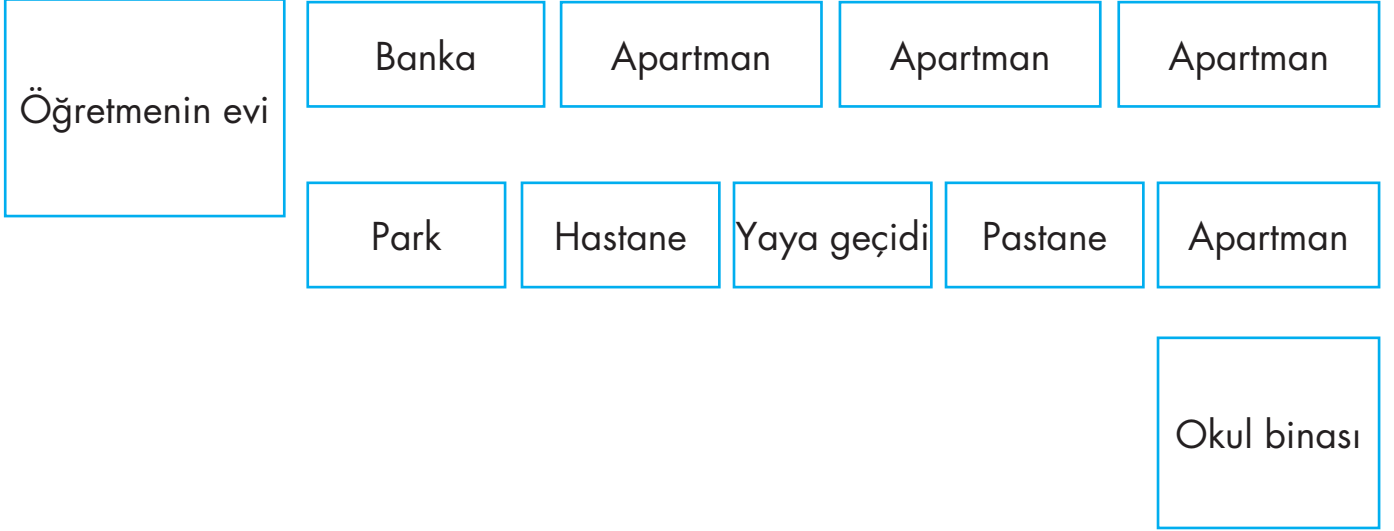 Öğretmenin evi
Banka
Apartman
Apartman
Apartman
Park
Hastane
Yaya geçidi
Pastane
Apartman
Okul binası